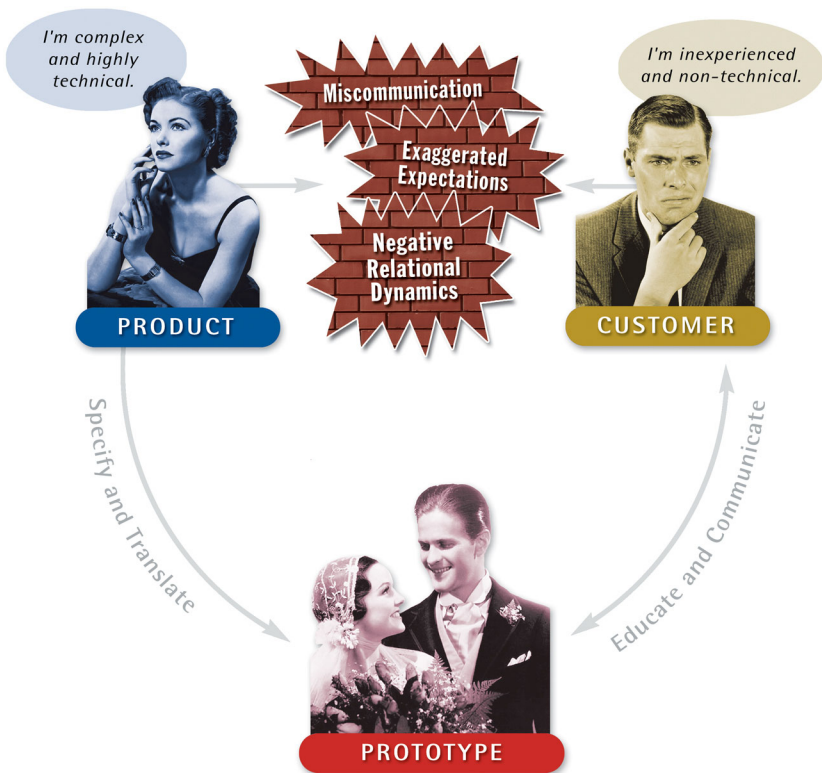 I'm complex
and highly
technical.
Miscommunication
I'm inexperienced
and non-technical.
Exaggerated
Expectations
Negative
Relational
Dynamics
PRODUCT
CUSTOMER
Specify and Translate
Educate and Communicate
PROTOTYPE